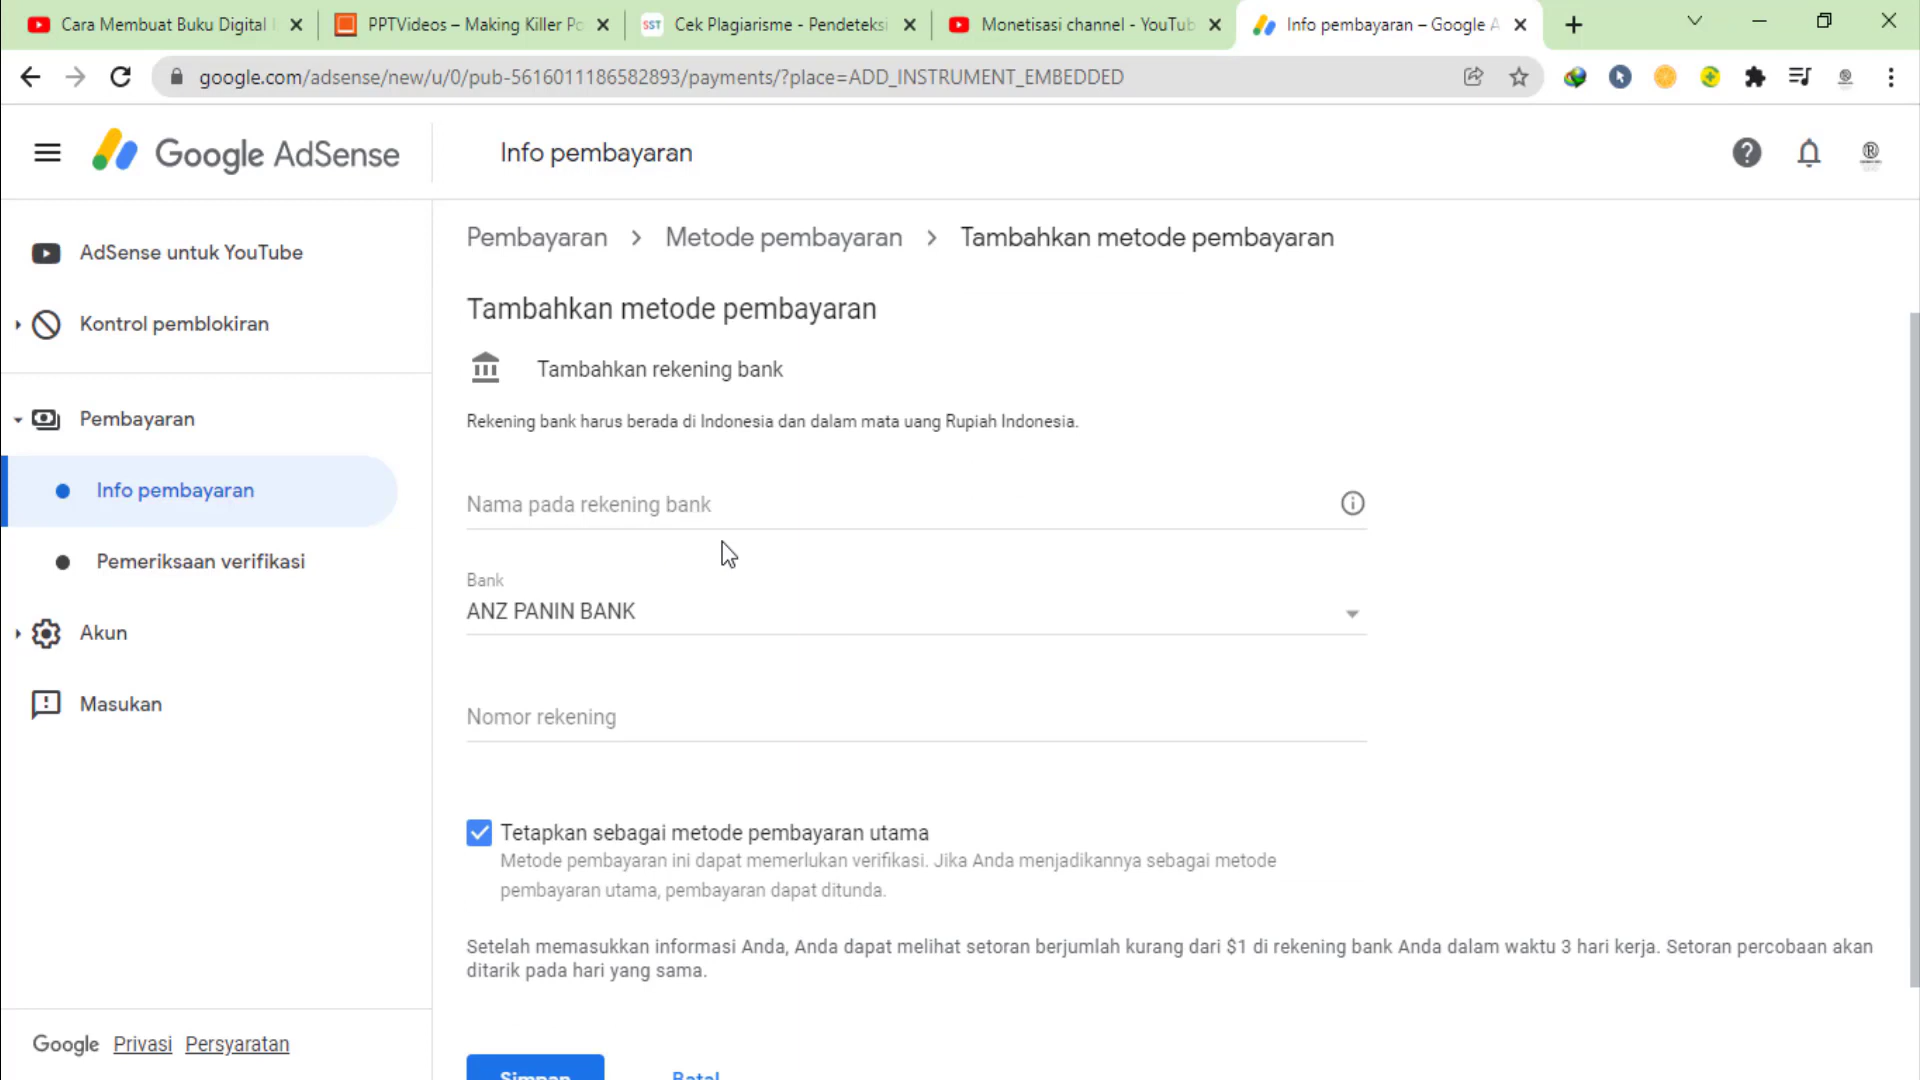 Cara Membuat Buku Digital
PPTVideos – Making Killer Po
SST
Cek Plagiarisme - Pendeteksi
Monetisasi channel - YouTub
Info pembayaran – Google A
google.com/adsense/new/u/0/pub-5616011186582893/payments/?place=ADD_INSTRUMENT_EMBEDDED
Google AdSense
Info pembayaran
AdSense untuk YouTube
Kontrol pemblokiran
Pembayaran
Info pembayaran
Pemeriksaan verifikasi
Akun
Masukan
Google Privasi Persyaratan
Pembayaran > Metode pembayaran > Tambahkan metode pembayaran
Tambahkan metode pembayaran
Tambahkan rekening bank
Rekening bank harus berada di Indonesia dan dalam mata uang Rupiah Indonesia.
Nama pada rekening bank
Bank
ANZ PANIN BANK
Nomor rekening
Tetapkan sebagai metode pembayaran utama
Metode pembayaran ini dapat memerlukan verifikasi. Jika Anda menjadikannya sebagai metode
pembayaran utama, pembayaran dapat ditunda.
Setelah memasukkan informasi Anda, Anda dapat melihat setoran berjumlah kurang dari $1 di rekening bank Anda dalam waktu 3 hari kerja. Setoran percobaan akan
ditarik pada hari yang sama.
Simpan
Batal